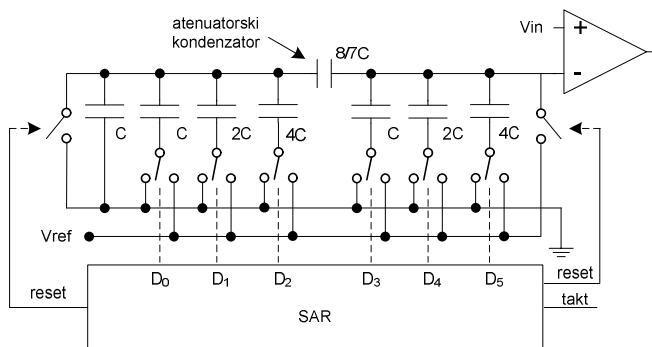 atenuatorski
kondenzator
8/7C
Vin
+
-
C
C
2C
4C
C
2C
4C
Vref
reset
D0
D1
D2
D3
D4
D5
reset
takt
SAR